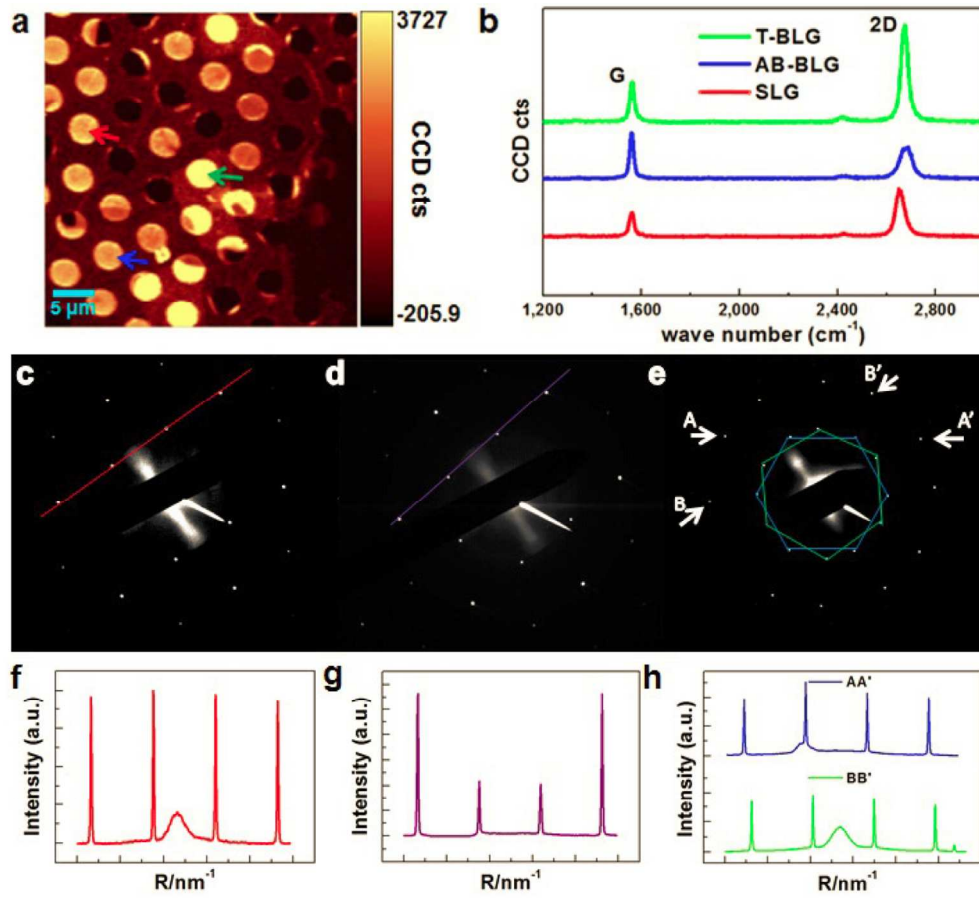 a
3727
CCD cts
-205.9
5 μm
b
2D
T-BLG
AB-BLG
SLG
G
CCD cts
1,200 1,600 2,000 2,400 2,800
wave number (cm⁻¹)
c
d
e
B'
A
A'
B
f
Intensity (a.u.)
R/nm⁻¹
g
Intensity (a.u.)
R/nm⁻¹
h
AA'
BB'
Intensity (a.u.)
R/nm⁻¹